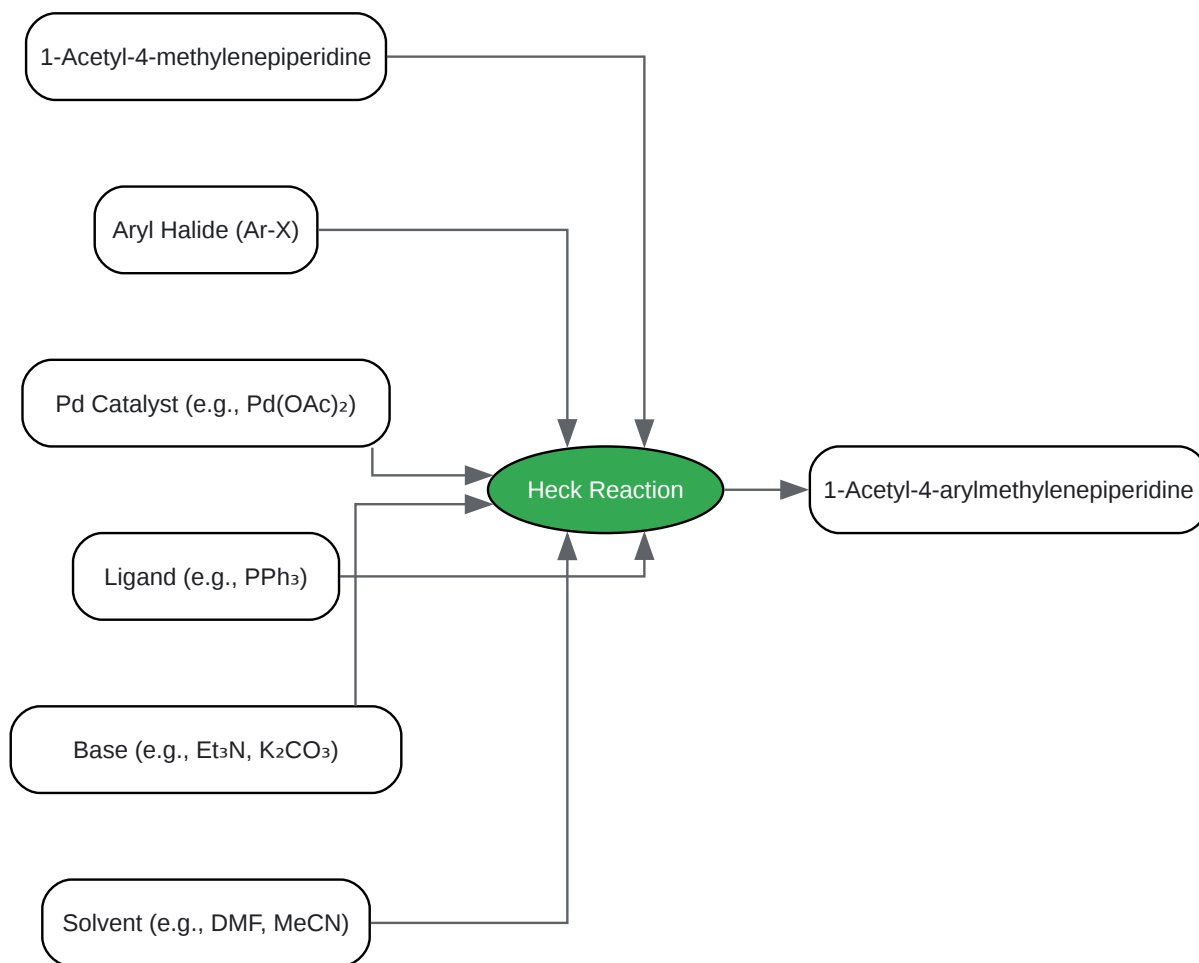 1-Acetyl-4-methylenepiperidine
Aryl Halide (Ar-X)
Pd Catalyst (e.g., Pd(OAc)₂)
Heck Reaction
1-Acetyl-4-arylmethylenepiperidine
Ligand (e.g., PPh₃)
Base (e.g., Et₃N, K₂CO₃)
Solvent (e.g., DMF, MeCN)